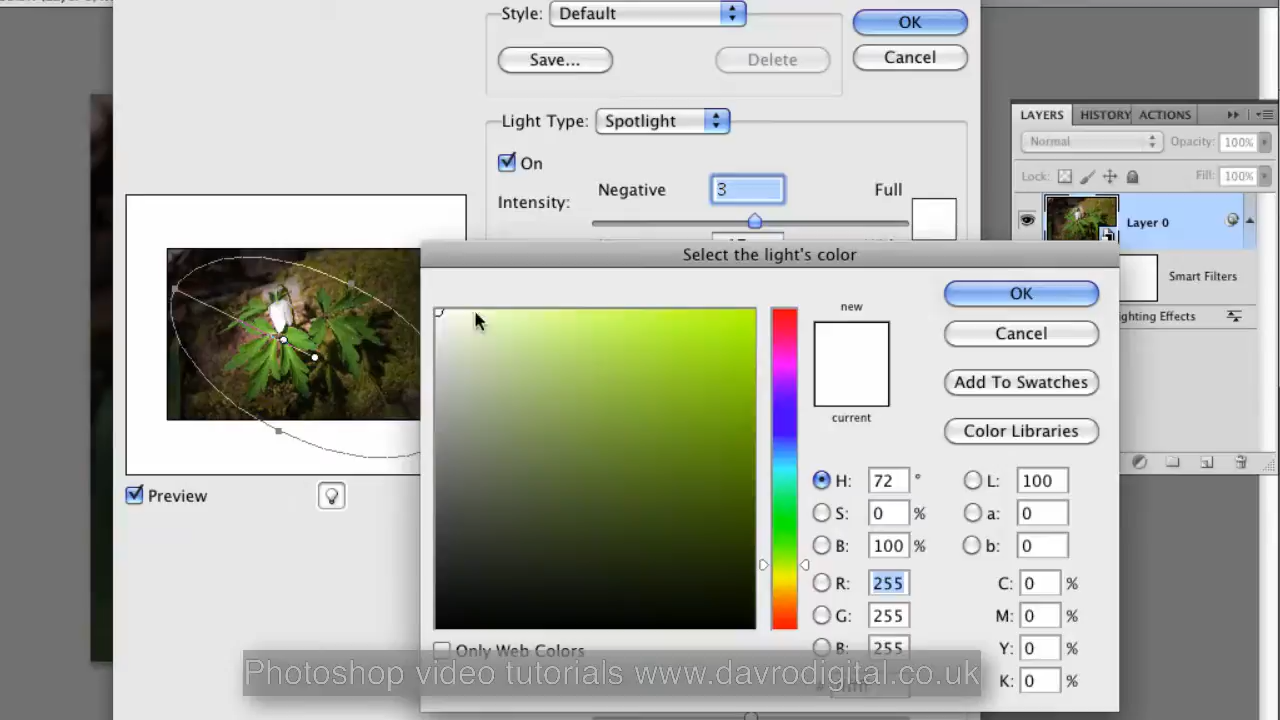 Style: Default
OK
Save... Delete
Cancel
Light Type: Spotlight
On
Negative 3 Full
Intensity:
LAYERS HISTORY ACTIONS
Normal Opacity: 100%
Lock: Fill: 100%
Layer 0
Smart Filters
ghting Effects
Preview
Select the light's color
new
current
OK
Cancel
Add To Swatches
Color Libraries
H: 72 ° L: 100
S: 0 % a: 0
B: 100 % b: 0
R: 255 C: 0 %
G: 255 M: 0 %
B: 255 Y: 0 %
K: 0 %
Only Web Colors
Photoshop video tutorials www.davrodigital.co.uk